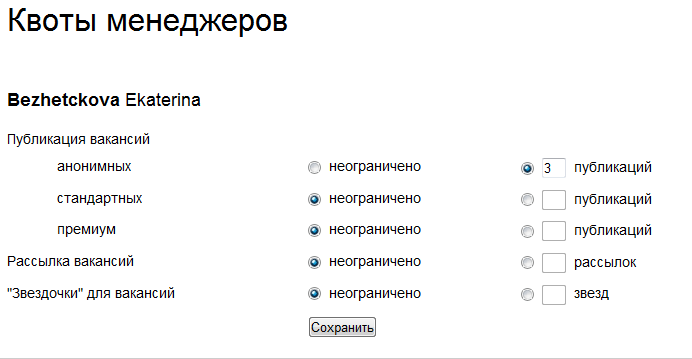 Квоты менеджеров
Bezhetckova Ekaterina
Публикация вакансий
анонимных неограничено 3 публикаций
стандартных неограничено публикаций
премиум неограничено публикаций
Рассылка вакансий неограничено рассылок
"Звездочки" для вакансий неограничено звезд
Сохранить